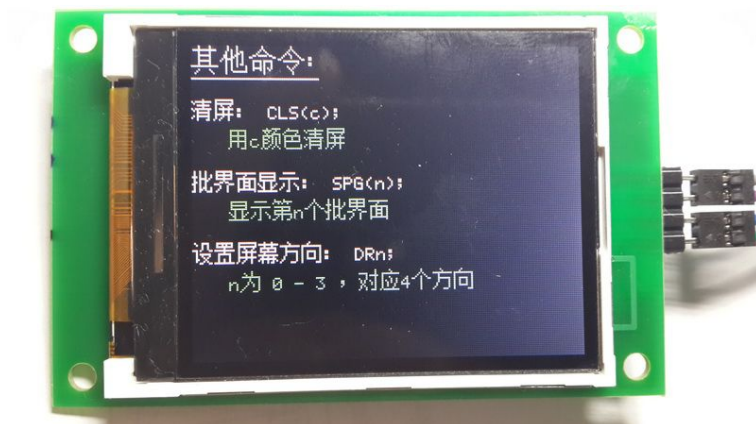 其他命令:
清屏: CLS(c);
用c颜色清屏
批界面显示: SPG(n);
显示第n个批界面
设置屏幕方向: DRn;
n为 0 - 3 ，对应4个方向